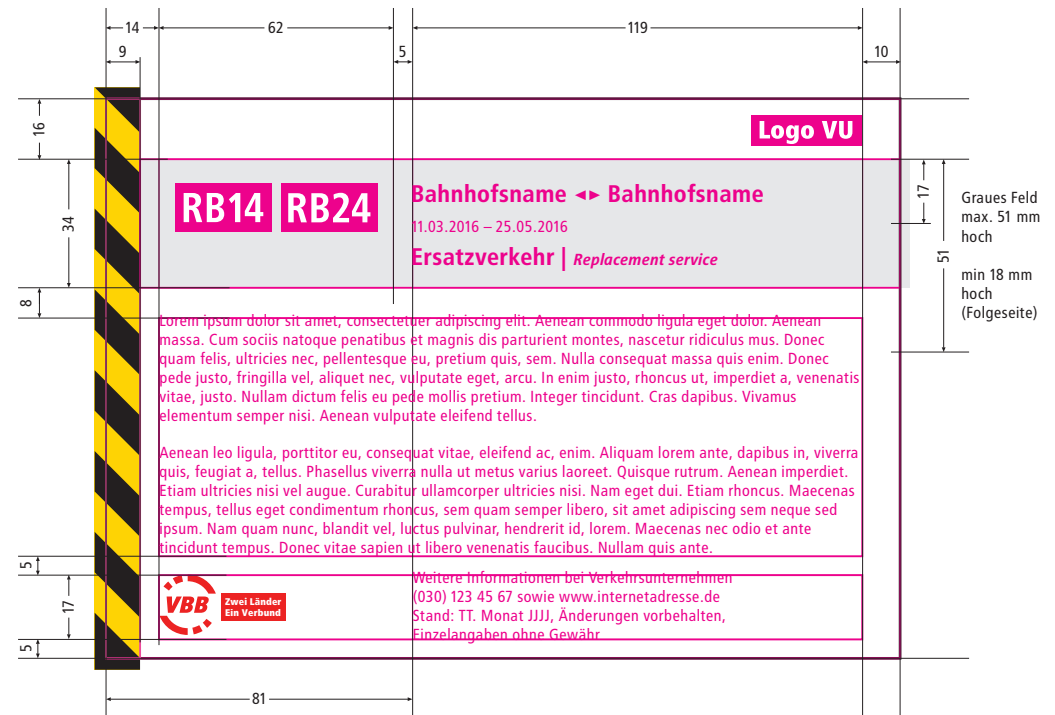 14
62
119
9
5
10
16
Logo VU
34
RB14 RB24
Bahnhofsname ◄► Bahnhofsname
11.03.2016 – 25.05.2016
Ersatzverkehr | Replacement service
17
51
Graues Feld
max. 51 mm
hoch
min 18 mm
hoch
(Folgeseite)
8
Lorem ipsum dolor sit amet, consectetuer adipiscing elit. Aenean commodo ligula eget dolor. Aenean
massa. Cum sociis natoque penatibus et magnis dis parturient montes, nascetur ridiculus mus. Donec
quam felis, ultricies nec, pellentesque eu, pretium quis, sem. Nulla consequat massa quis enim. Donec
pede justo, fringilla vel, aliquet nec, vulputate eget, arcu. In enim justo, rhoncus ut, imperdiet a, venenatis
vitae, justo. Nullam dictum felis eu pede mollis pretium. Integer tincidunt. Cras dapibus. Vivamus
elementum semper nisi. Aenean vulputate eleifend tellus.
Aenean leo ligula, porttitor eu, consequat vitae, eleifend ac, enim. Aliquam lorem ante, dapibus in, viverra
quis, feugiat a, tellus. Phasellus viverra nulla ut metus varius laoreet. Quisque rutrum. Aenean imperdiet.
Etiam ultricies nisi vel augue. Curabitur ullamcorper ultricies nisi. Nam eget dui. Etiam rhoncus. Maecenas
tempus, tellus eget condimentum rhoncus, sem quam semper libero, sit amet adipiscing sem neque sed
ipsum. Nam quam nunc, blandit vel, luctus pulvinar, hendrerit id, lorem. Maecenas nec odio et ante
tincidunt tempus. Donec vitae sapien ut libero venenatis faucibus. Nullam quis ante.
5
17
5
VBB
Zwei Länder
Ein Verbund
Weitere Informationen bei Verkehrsunternehmen
(030) 123 45 67 sowie www.internetadresse.de
Stand: TT. Monat JJJJ, Änderungen vorbehalten,
Einzelangaben ohne Gewähr
81